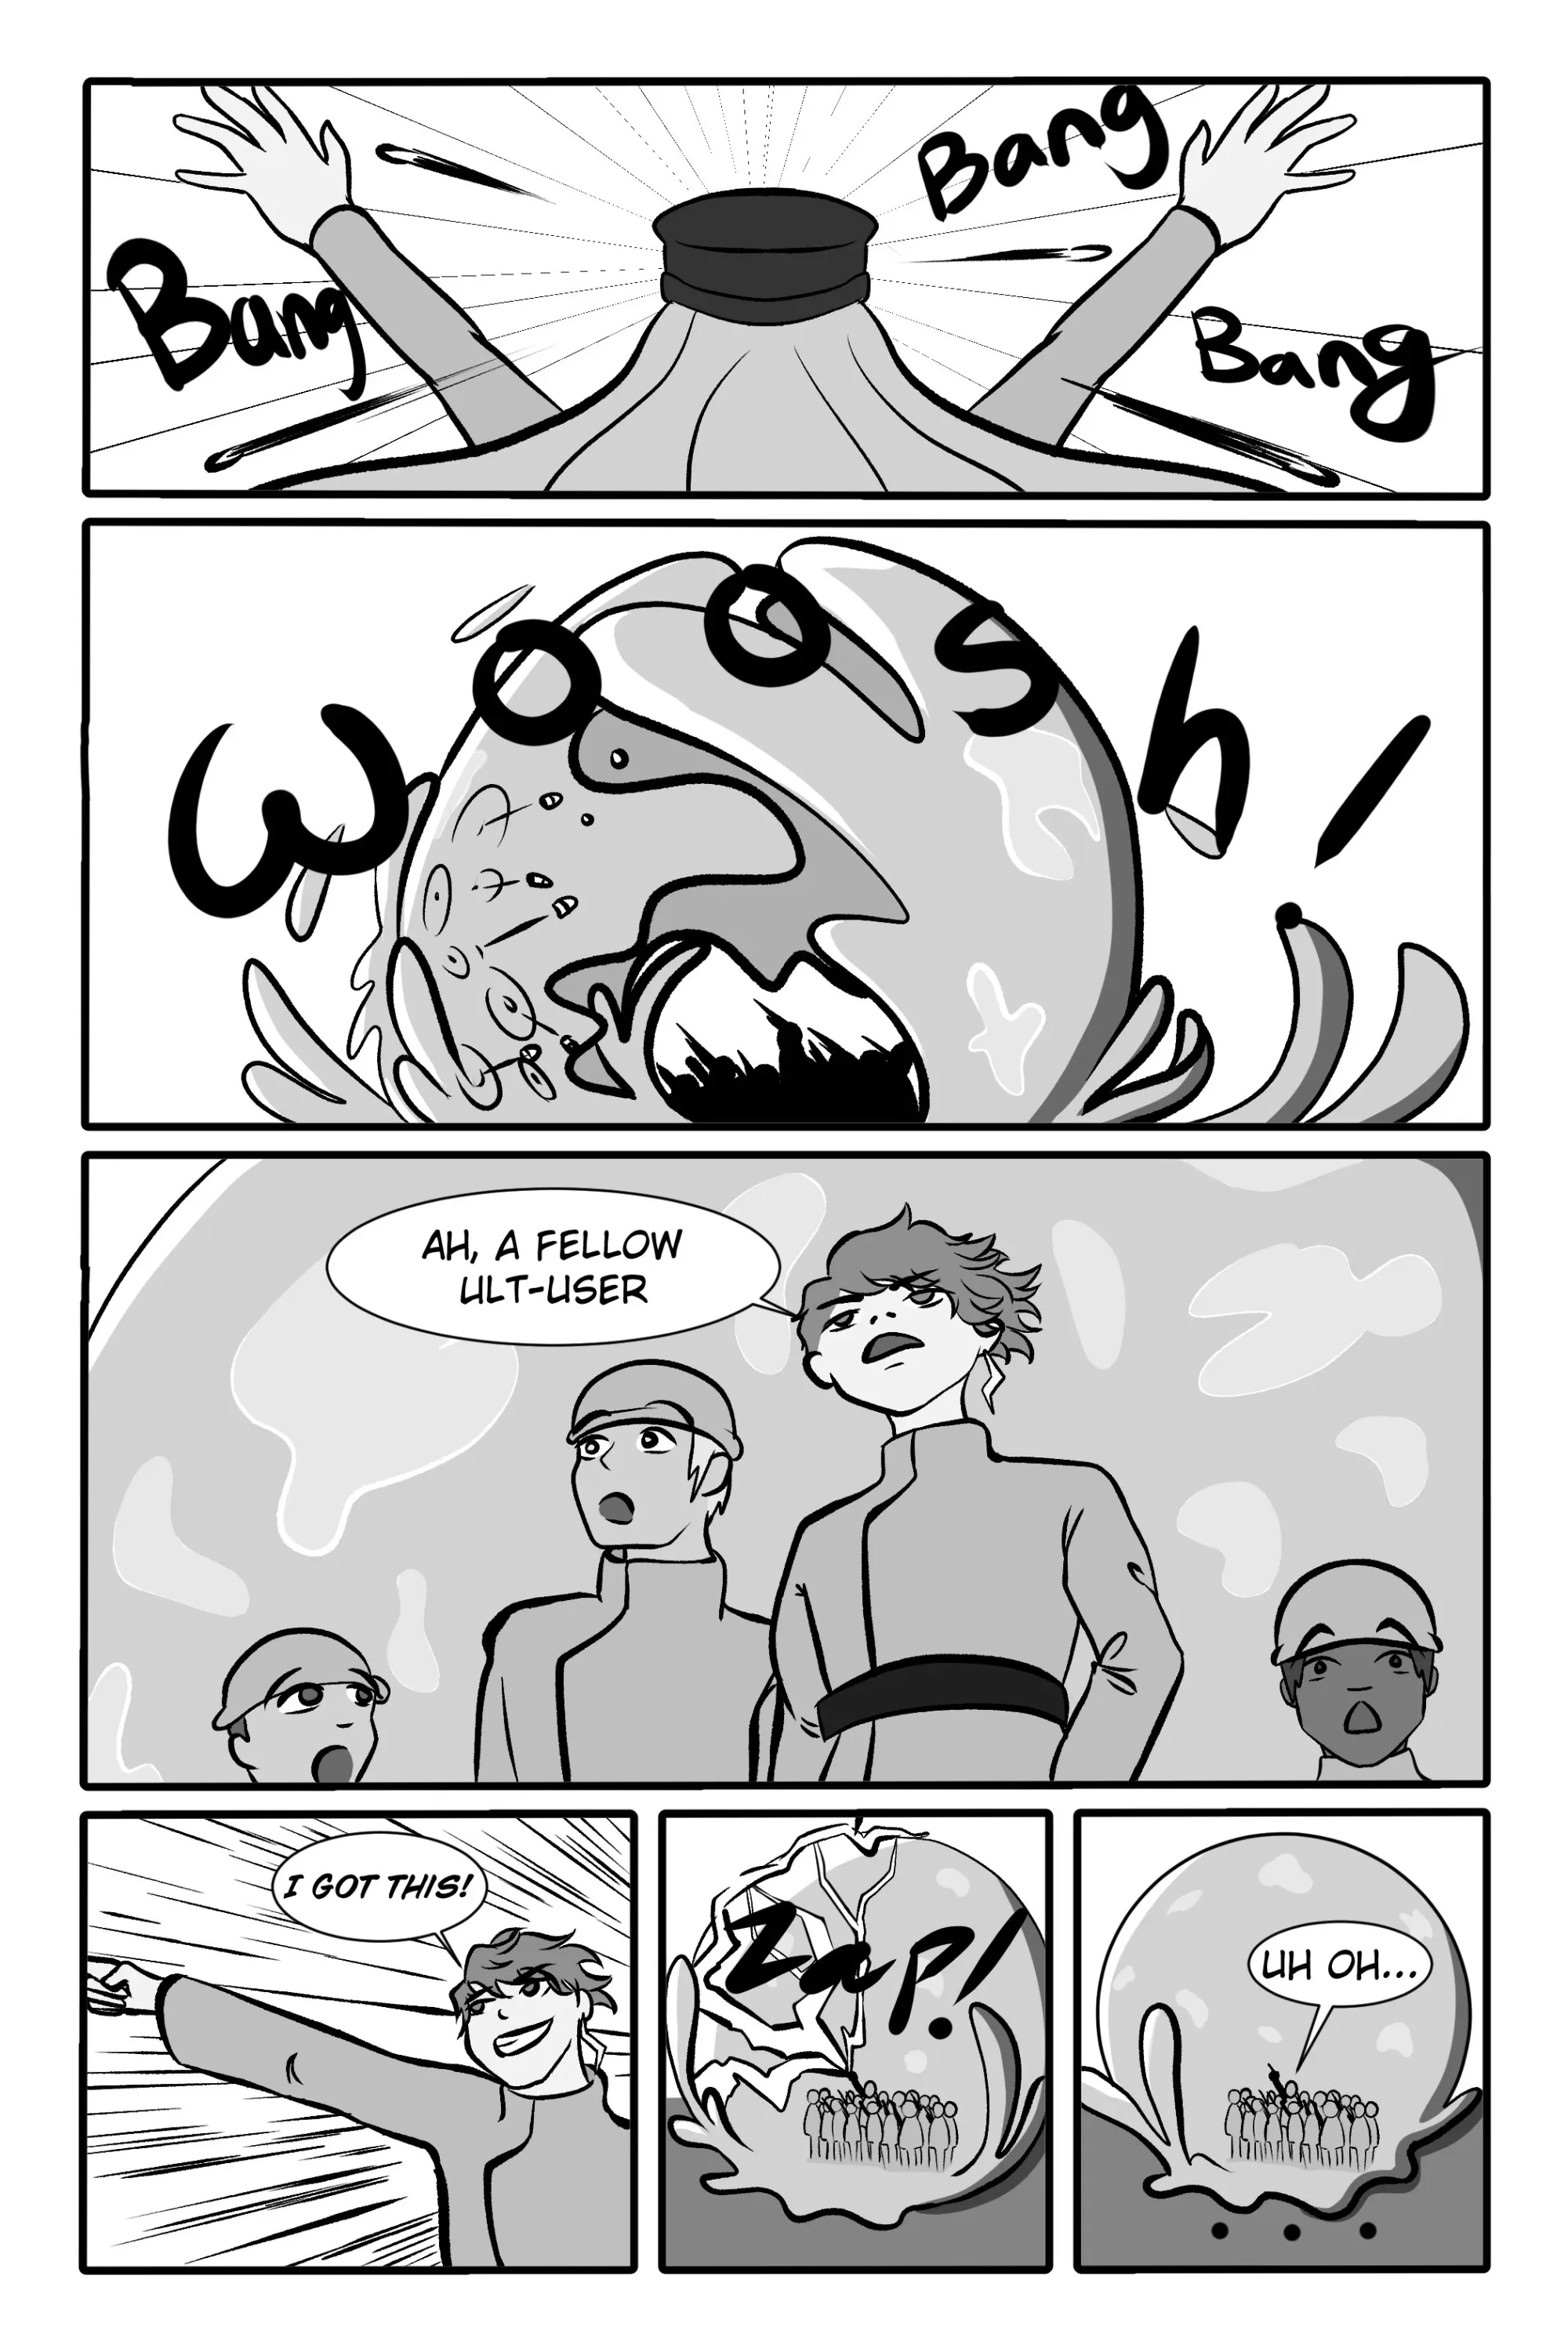 Bang
Bang
Bang
Woosh!
AH, A FELLOW
ULT-USER
I GOT THIS!
Zap!
UH OH...
...